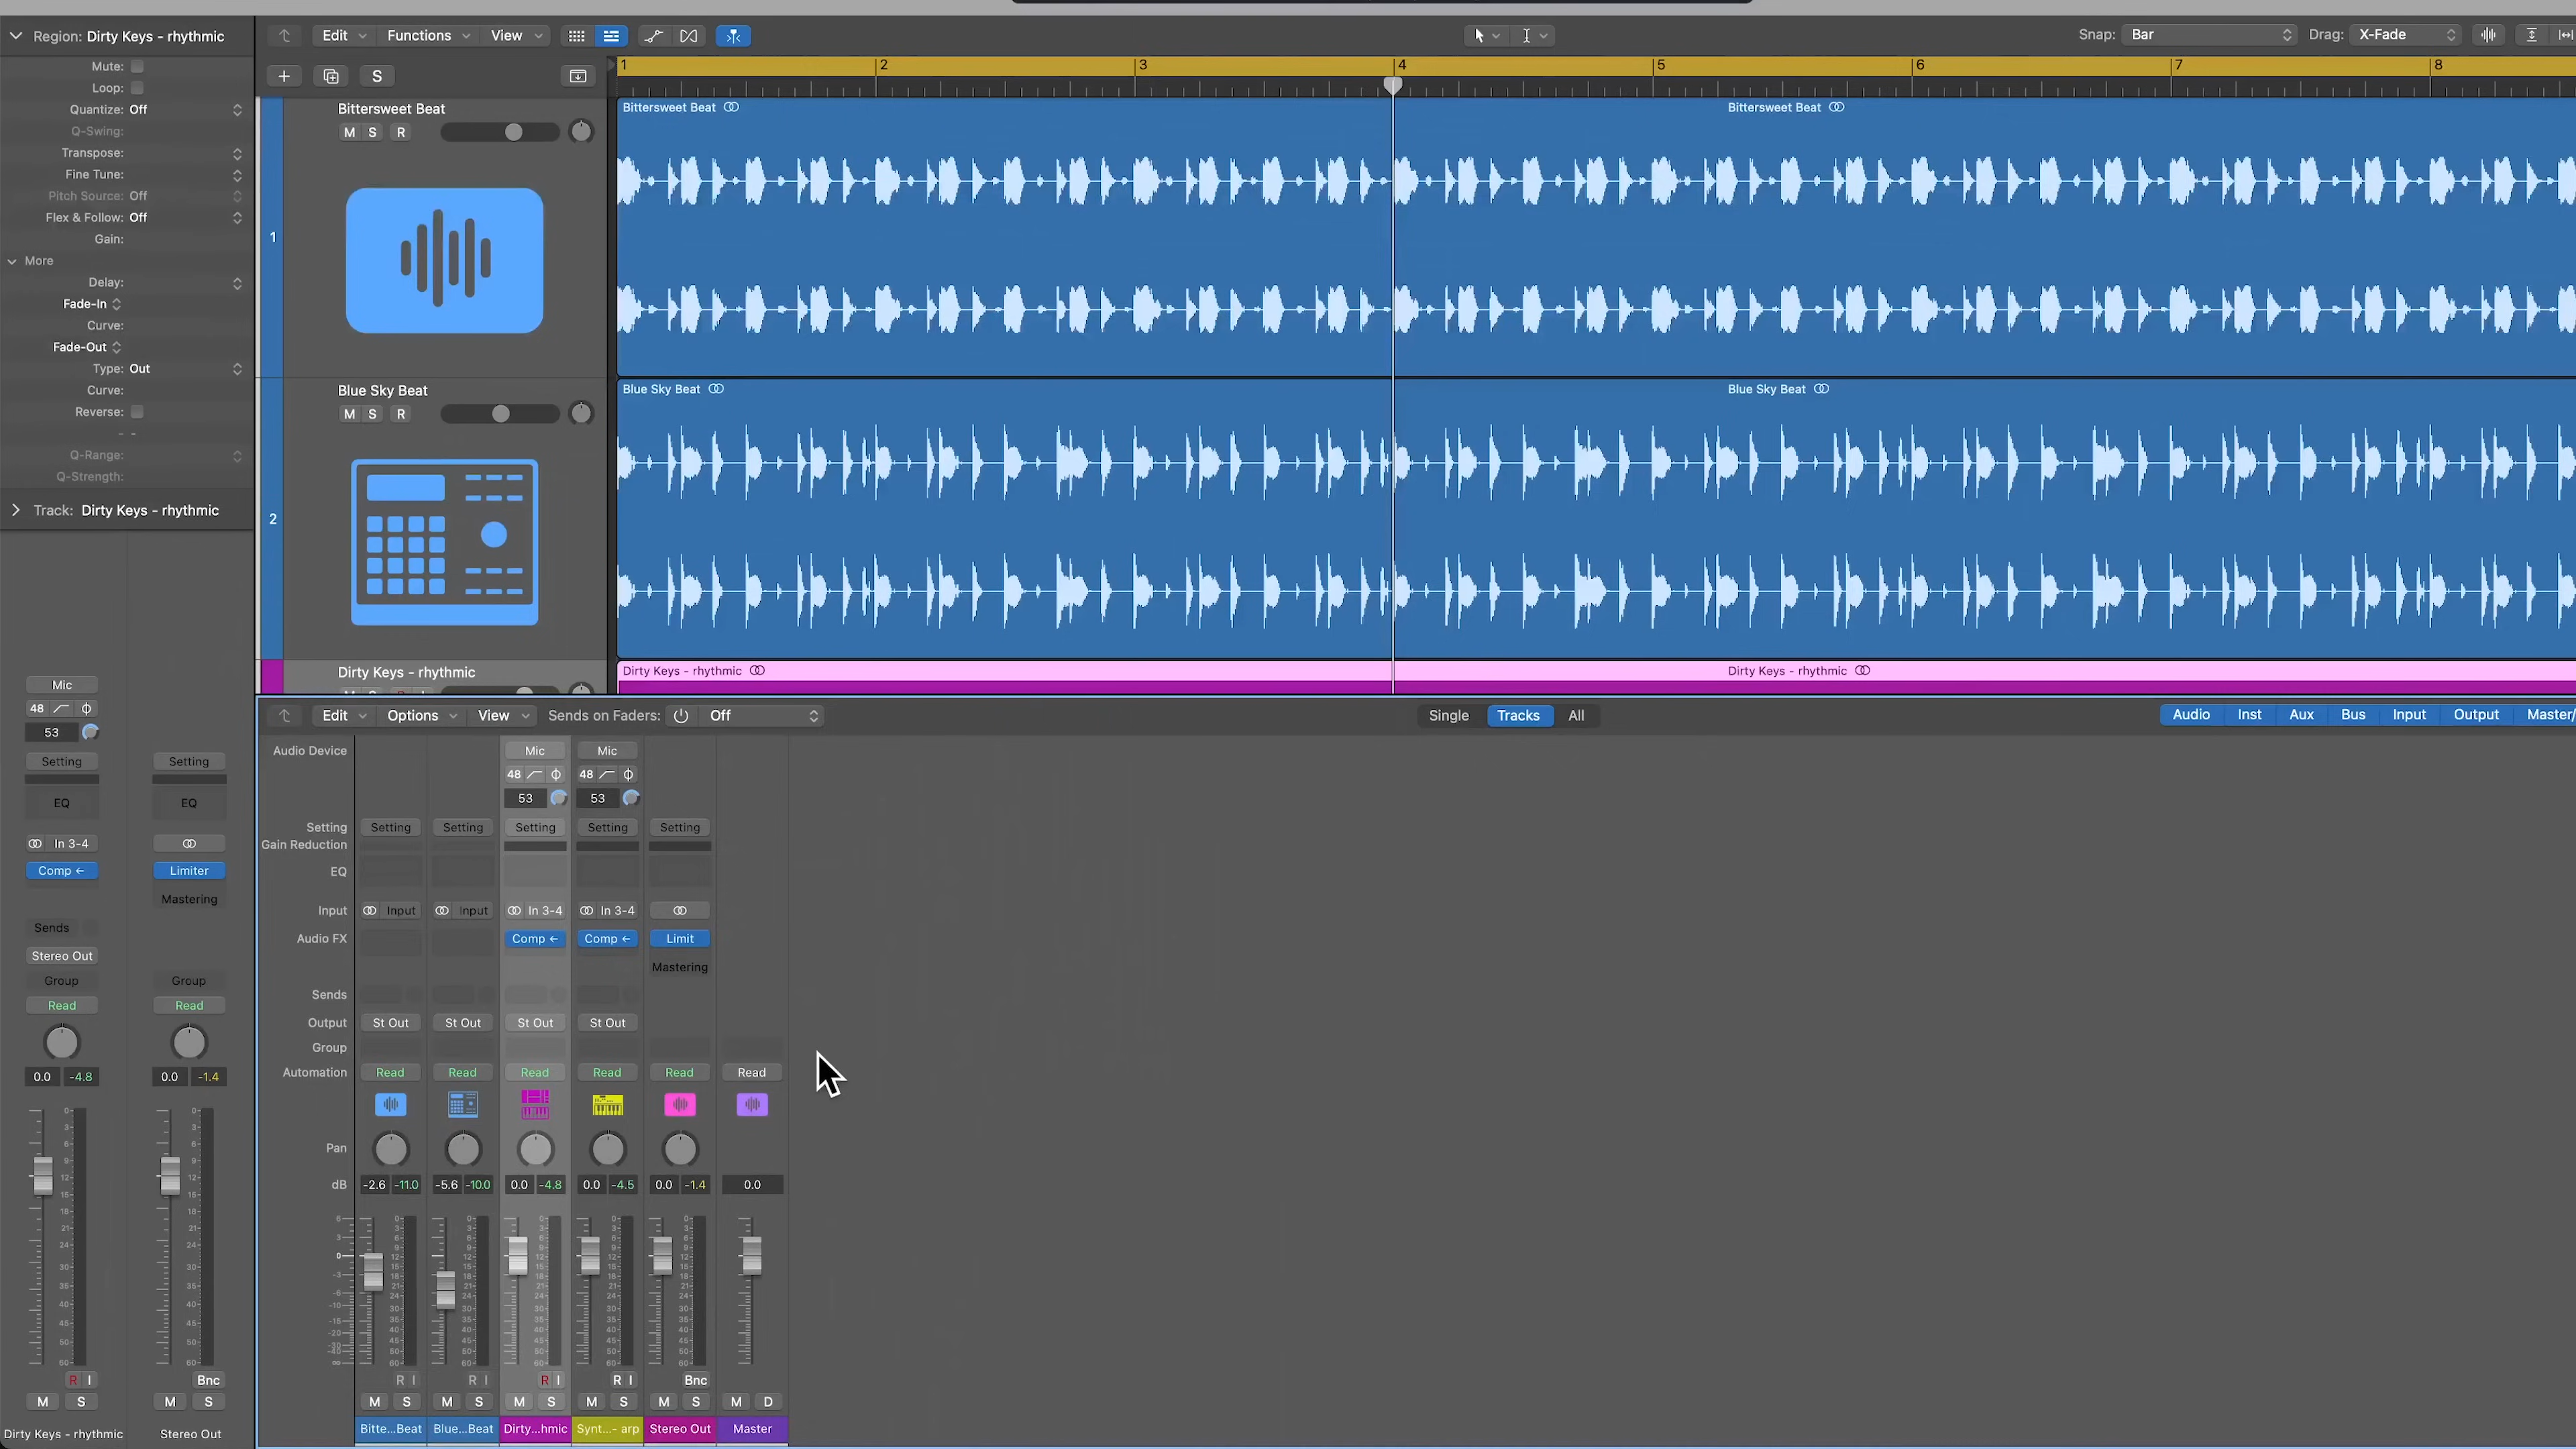 Region: Dirty Keys - rhythmic
Mute:
Loop:
Quantize: Off
Q-Swing:
Transpose:
Fine Tune:
Pitch Source: Off
Flex & Follow: Off
Gain:
More
Delay:
Fade-In
Curve:
Fade-Out
Type: Out
Curve:
Reverse:
Q-Range:
Q-Strength:
Track: Dirty Keys - rhythmic
Mic
48
53
Setting Setting
EQ EQ
In 3-4
Comp ← Limiter
Mastering
Sends
Stereo Out
Group Group
Read Read
0.0 -4.8 0.0 -1.4
R I Bnc
M S M S
Dirty Keys - rhythmic Stereo Out
Edit Functions View Snap: Bar Drag: X-Fade
S
1 2 3 4 5 6 7 8
1
Bittersweet Beat
M S R
Bittersweet Beat Bittersweet Beat
2
Blue Sky Beat
M S R
Blue Sky Beat Blue Sky Beat
Dirty Keys - rhythmic
Dirty Keys - rhythmic Dirty Keys - rhythmic
Edit Options View Sends on Faders: Off Single Tracks All Audio Inst Aux Bus Input Output Master/
Audio Device Mic Mic
48 48
53 53
Setting Setting Setting Setting Setting Setting
Gain Reduction
EQ
Input Input Input In 3-4 In 3-4
Audio FX Comp ← Comp ← Limit
Mastering
Sends
Output St Out St Out St Out St Out
Group
Automation Read Read Read Read Read Read
Pan
dB -2.6 -11.0 -5.6 -10.0 0.0 -4.8 0.0 -4.5 0.0 -1.4 0.0
R I R I R I R I Bnc
M S M S M S M S M S M D
Bitte...Beat Blue...Beat Dirty...hmic Synt...- arp Stereo Out Master